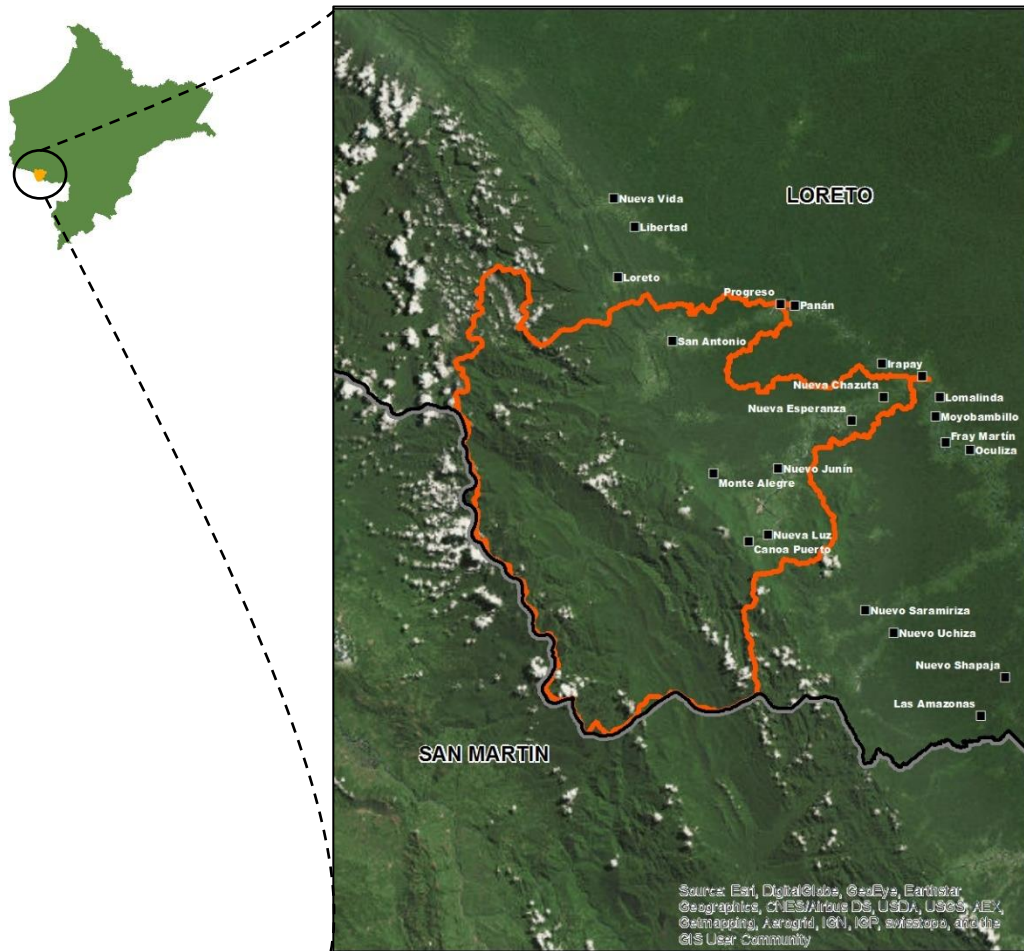 LORETO
Nueva Vida
Libertad
Loreto
Progreso
Panán
San Antonio
Irapay
Nueva Chazuta
Lomalinda
Nueva Esperanza
Moyobambillo
Fray Martín
Oculiza
Nuevo Junín
Monte Alegre
Nueva Luz
Canoa Puerto
Nuevo Saramiriza
Nuevo Uchiza
Nuevo Shapaja
Las Amazonas
SAN MARTIN
Source: Esri, DigitalGlobe, GeoEye, Earthstar
Geographics, CNES/Airbus DS, USDA, USGS, AEX,
Getmapping, Aerogrid, IGN, IGP, swisstopo, and the
GIS User Community